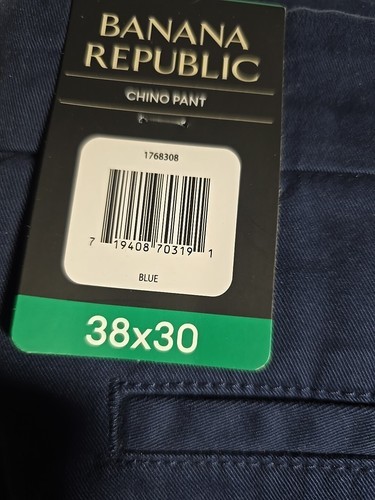 BANANA
REPUBLIC
CHINO PANT
1768308
7 19408 70319 1
BLUE
38x30